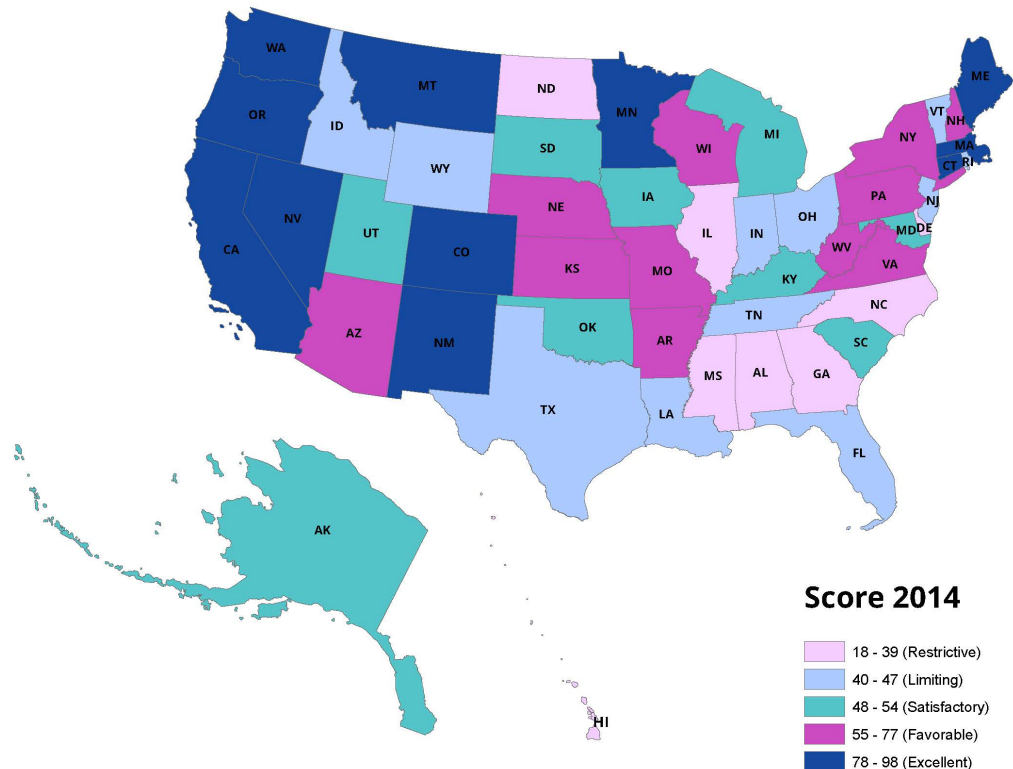 WA
ME
MT
ND
VT
NH
OR
MN
ID
MI
NY
MA
SD
WI
CT
RI
WY
IA
PA
NJ
NE
OH
NV
UT
IL
IN
MD
DE
CA
CO
WV
KS
MO
KY
VA
NC
TN
OK
AZ
NM
AR
SC
MS
AL
GA
TX
LA
FL
AK
HI
Score 2014
18 - 39 (Restrictive)
40 - 47 (Limiting)
48 - 54 (Satisfactory)
55 - 77 (Favorable)
78 - 98 (Excellent)